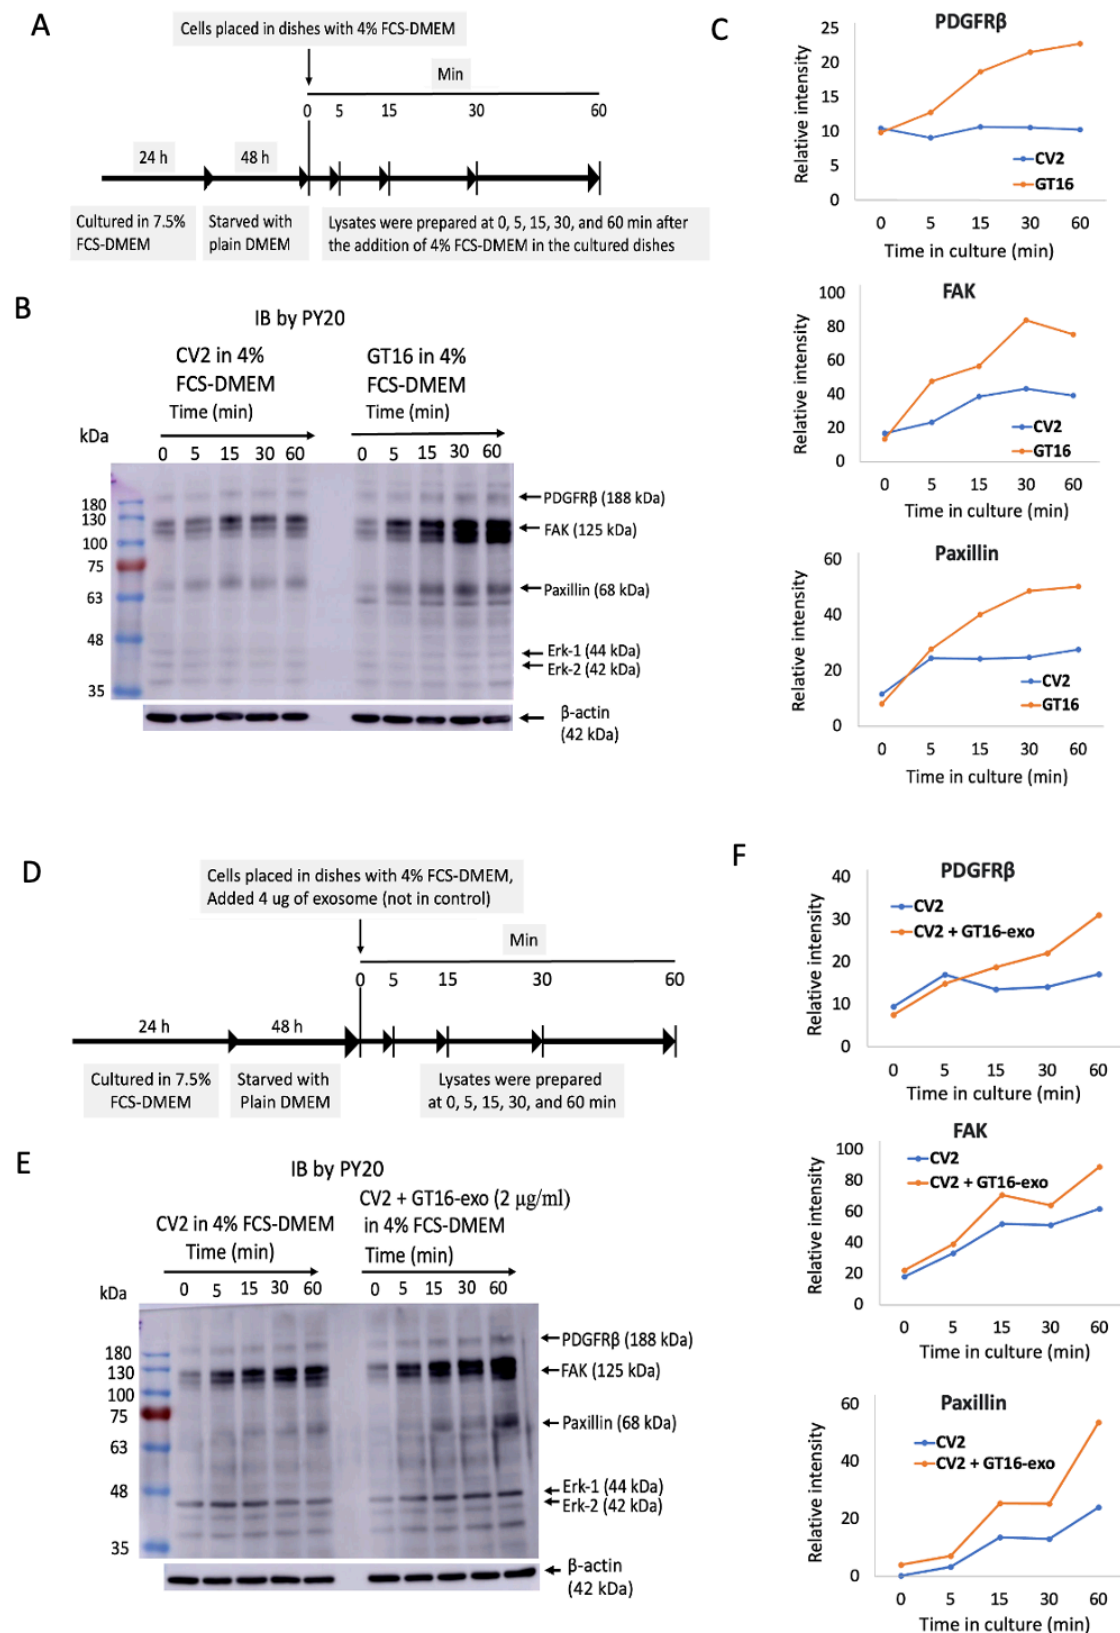 A
Cells placed in dishes with 4% FCS-DMEM
Min
0 5 15 30 60
24 h 48 h
Cultured in 7.5%
FCS-DMEM
Starved with
plain DMEM
Lysates were prepared at 0, 5, 15, 30, and 60 min after
the addition of 4% FCS-DMEM in the cultured dishes
B
IB by PY20
CV2 in 4%
FCS-DMEM
Time (min)
GT16 in 4%
FCS-DMEM
Time (min)
kDa
0 5 15 30 60 0 5 15 30 60
180
130
100
75
63
48
35
PDGFRβ (188 kDa)
FAK (125 kDa)
Paxillin (68 kDa)
Erk-1 (44 kDa)
Erk-2 (42 kDa)
β-actin
(42 kDa)
C
PDGFRβ
Relative intensity
25
20
15
10
5
0
CV2
GT16
0 5 15 30 60
Time in culture (min)
FAK
Relative intensity
100
80
60
40
20
0
CV2
GT16
0 5 15 30 60
Paxillin
Relative intensity
60
40
20
0
CV2
GT16
0 5 15 30 60
Time in culture (min)
D
Cells placed in dishes with 4% FCS-DMEM,
Added 4 ug of exosome (not in control)
Min
0 5 15 30 60
24 h 48 h
Cultured in 7.5%
FCS-DMEM
Starved with
Plain DMEM
Lysates were prepared
at 0, 5, 15, 30, and 60 min
E
IB by PY20
CV2 in 4% FCS-DMEM
Time (min)
CV2 + GT16-exo (2 μg/ml)
in 4% FCS-DMEM
Time (min)
kDa
0 5 15 30 60 0 5 15 30 60
180
130
100
75
63
48
35
PDGFRβ (188 kDa)
FAK (125 kDa)
Paxillin (68 kDa)
Erk-1 (44 kDa)
Erk-2 (42 kDa)
β-actin
(42 kDa)
F
PDGFRβ
Relative intensity
40
30
20
10
0
CV2
CV2 + GT16-exo
0 5 15 30 60
Time in culture (min)
FAK
Relative intensity
100
80
60
40
20
0
CV2
CV2 + GT16-exo
0 5 15 30 60
Time in culture (min)
Paxillin
Relative intensity
60
40
20
0
CV2
CV2 + GT16-exo
0 5 15 30 60
Time in culture (min)